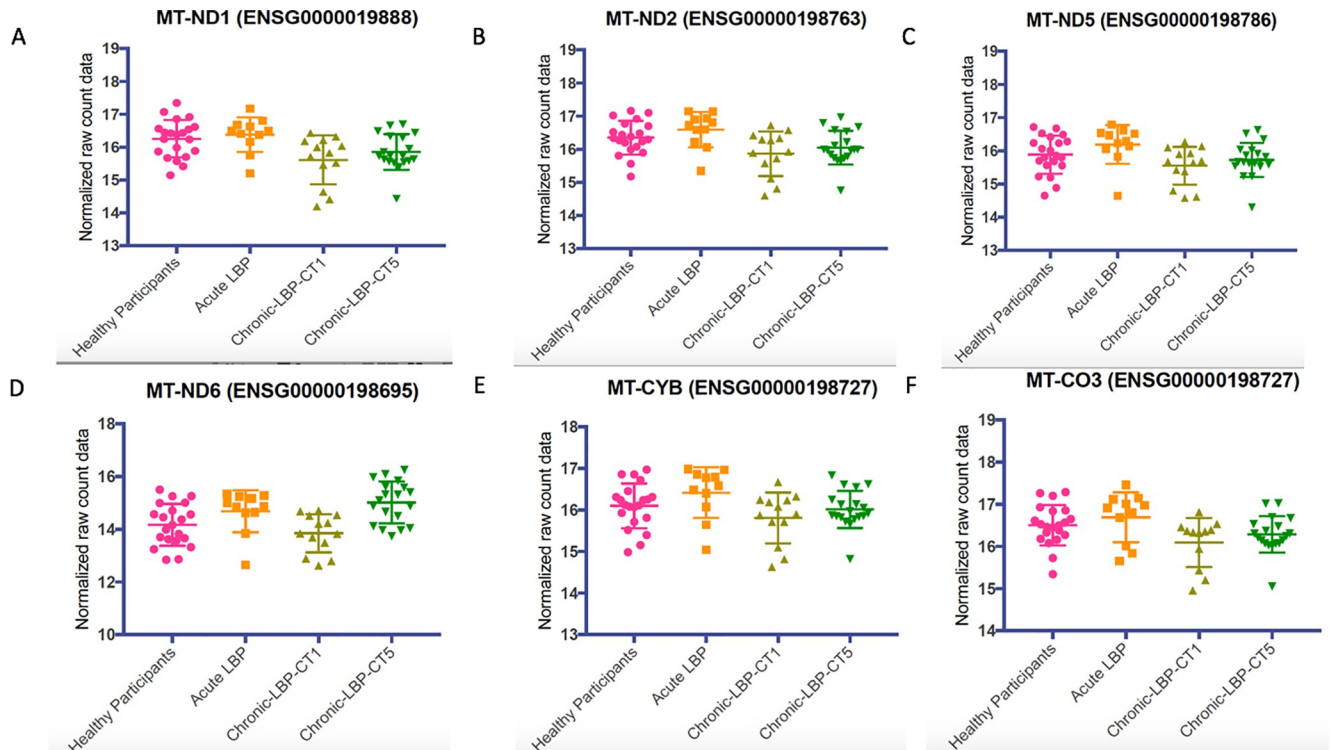 A
MT-ND1 (ENSG0000019888)
Normalized raw count data
19
18
17
16
15
14
13
Healthy Participants
Acute LBP
Chronic-LBP-CT1
Chronic-LBP-CT5
B
MT-ND2 (ENSG00000198763)
Normalized raw count data
19
18
17
16
15
14
13
Healthy Participants
Acute LBP
Chronic-LBP-CT1
Chronic-LBP-CT5
C
MT-ND5 (ENSG00000198786)
Normalized raw count data
19
18
17
16
15
14
13
Healthy Participants
Acute LBP
Chronic-LBP-CT1
Chronic-LBP-CT5
D
MT-ND6 (ENSG00000198695)
Normalized raw count data
18
16
14
12
10
Healthy Participants
Acute LBP
Chronic-LBP-CT1
Chronic-LBP-CT5
E
MT-CYB (ENSG00000198727)
Normalized raw count data
18
17
16
15
14
13
Healthy Participants
Acute LBP
Chronic-LBP-CT1
Chronic-LBP-CT5
F
MT-CO3 (ENSG00000198727)
Normalized raw count data
19
18
17
16
15
14
Healthy Participants
Acute LBP
Chronic-LBP-CT1
Chronic-LBP-CT5